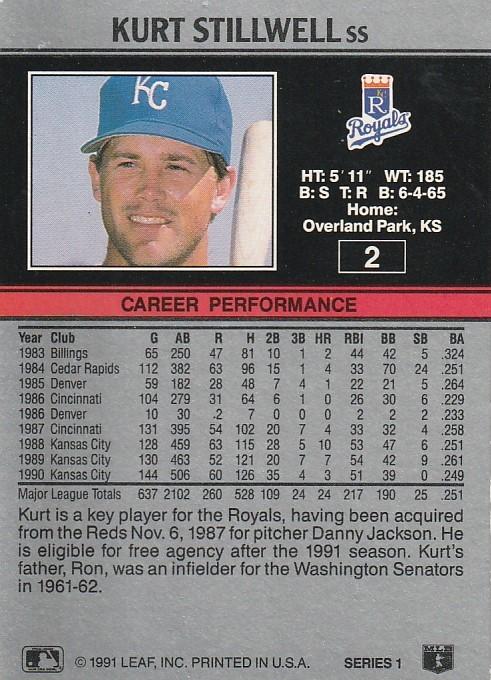 KURT STILLWELL SS
KC
R
Royals
HT: 5' 11" WT: 185
B: S T: R B: 6-4-65
Home:
Overland Park, KS
2
CAREER PERFORMANCE
Year Club G AB R H 2B 3B HR RBI BB SB BA
1983 Billings 65 250 47 81 10 1 2 44 42 5 .324
1984 Cedar Rapids 112 382 63 96 15 1 4 33 70 24 .251
1985 Denver 59 182 28 48 7 4 1 22 21 5 .264
1986 Cincinnati 104 279 31 64 6 1 0 26 30 6 .229
1986 Denver 10 30 .2 7 0 0 0 2 2 2 .233
1987 Cincinnati 131 395 54 102 20 7 4 33 32 4 .258
1988 Kansas City 128 459 63 115 28 5 10 53 47 6 .251
1989 Kansas City 130 463 52 121 20 7 7 54 42 9 .261
1990 Kansas City 144 506 60 126 35 4 3 51 39 0 .249
Major League Totals 637 2102 260 528 109 24 24 217 190 25 .251
Kurt is a key player for the Royals, having been acquired
from the Reds Nov. 6, 1987 for pitcher Danny Jackson. He
is eligible for free agency after the 1991 season. Kurt's
father, Ron, was an infielder for the Washington Senators
in 1961-62.
© 1991 LEAF, INC. PRINTED IN U.S.A. SERIES 1